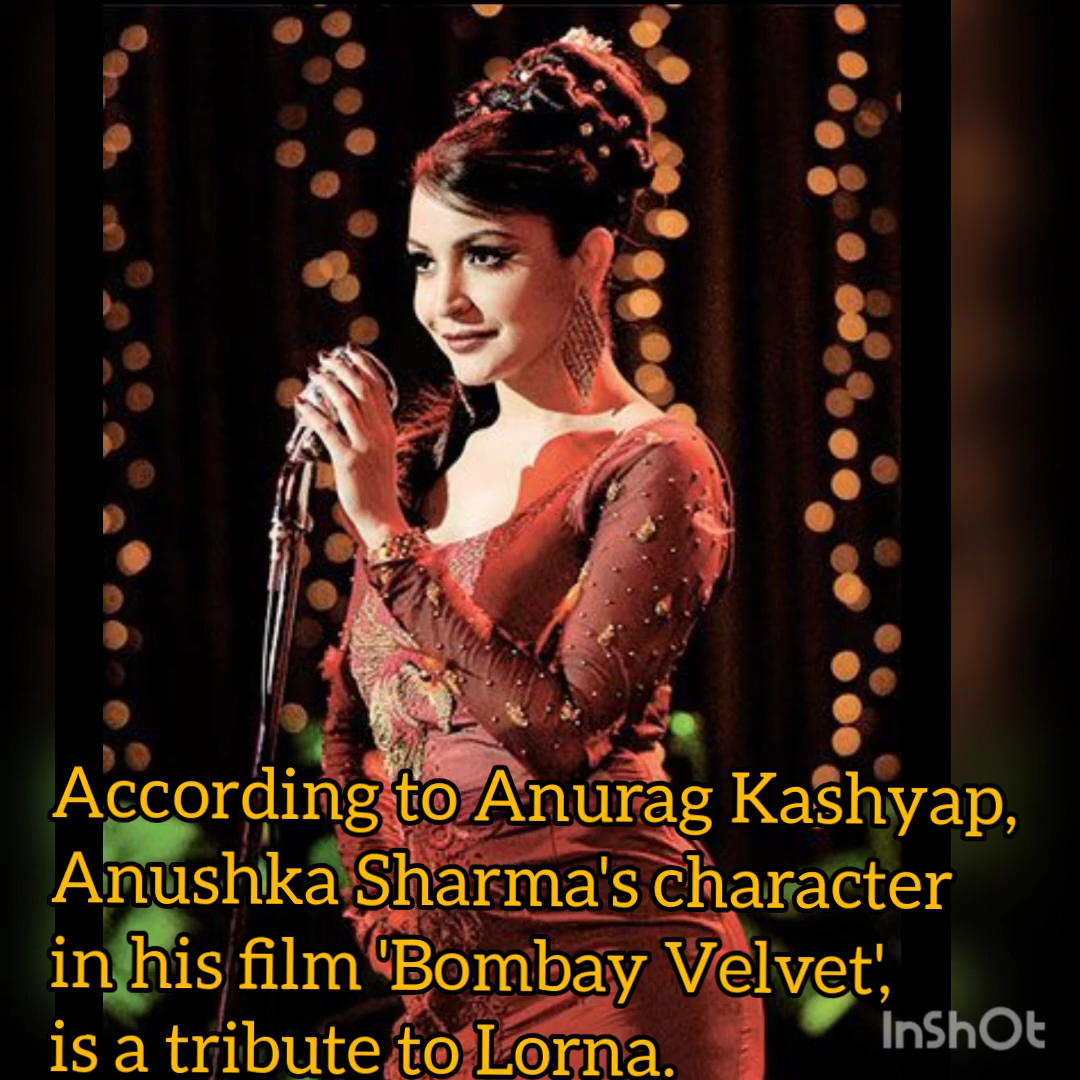 According to Anurag Kashyap,
Anushka Sharma's character
in his film 'Bombay Velvet',
is a tribute to Lorna.
InShOt